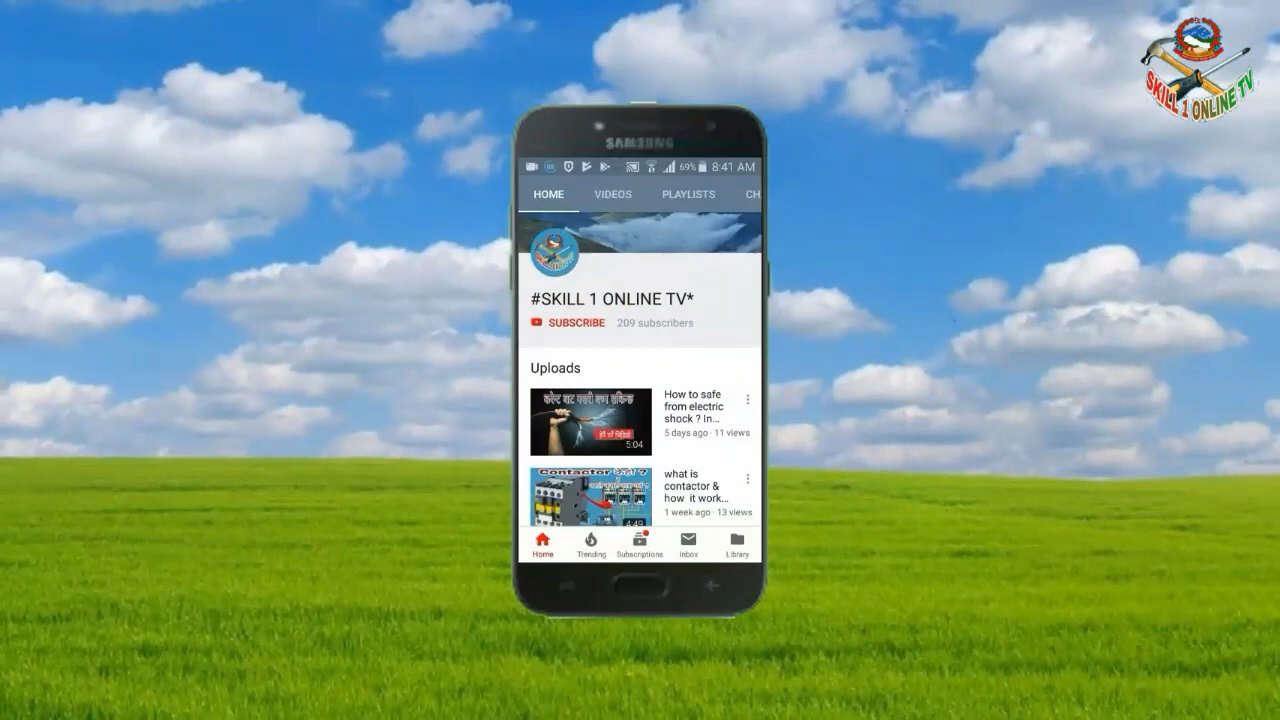 SKILL 1 ONLINE TV
SAMSUNG
69% 8:41 AM
HOME VIDEOS PLAYLISTS CH
#SKILL 1 ONLINE TV*
SUBSCRIBE 209 subscribers
Uploads
How to safe
from electric
shock ? In...
5 days ago · 11 views
5:04
Contactor
what is
contactor &
how it work...
1 week ago · 13 views
4:49
Home Trending Subscriptions Inbox Library